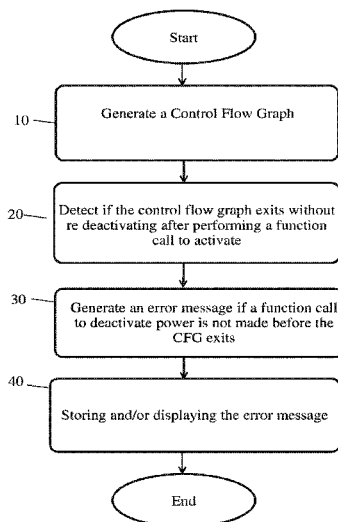 Start
10
Generate a Control Flow Graph
20
Detect if the control flow graph exits without
re deactivating after performing a function
call to activate
30
Generate an error message if a function call
to deactivate power is not made before the
CFG exits
40
Storing and/or displaying the error message
End